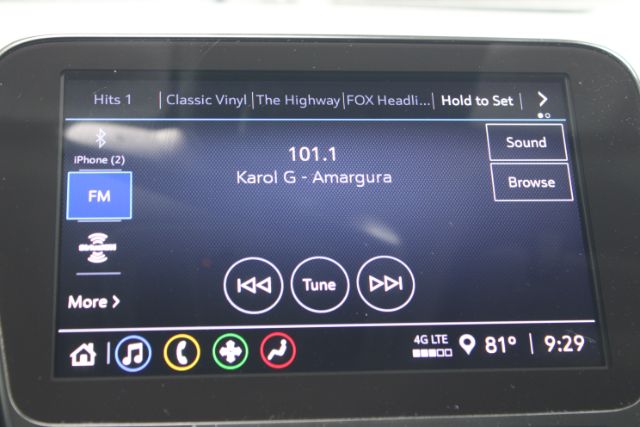 Hits 1 Classic Vinyl The Highway FOX Headli... Hold to Set
iPhone (2)
101.1
Karol G - Amargura
Sound
Browse
FM
SiriusXM
Tune
More
4G LTE 81° 9:29